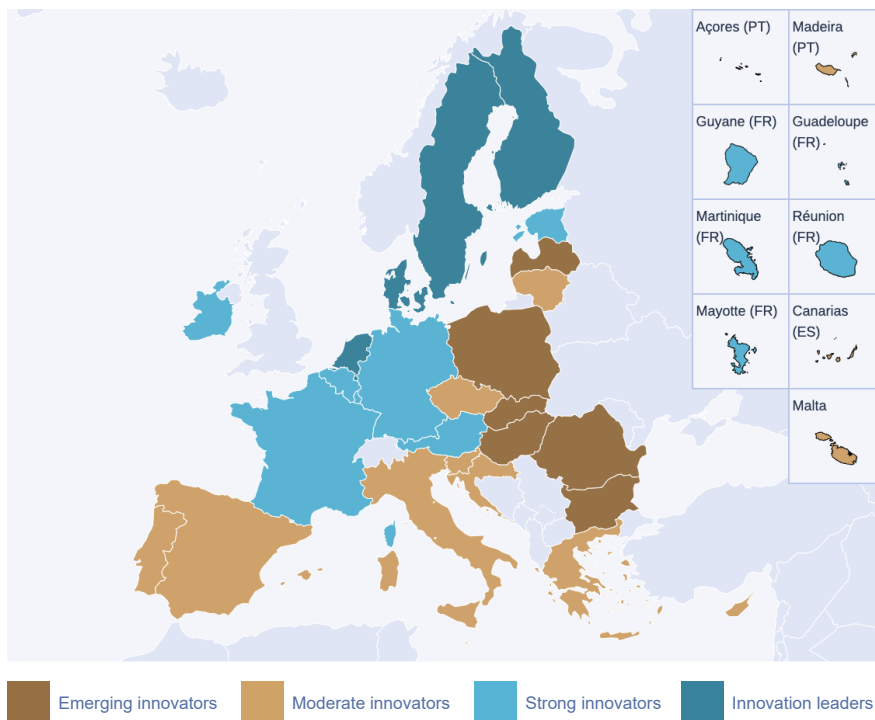 Açores (PT)
Madeira
(PT)
Guyane (FR)
Guadeloupe
(FR)
Martinique
(FR)
Réunion
(FR)
Mayotte (FR)
Canarias
(ES)
Malta
Emerging innovators
Moderate innovators
Strong innovators
Innovation leaders